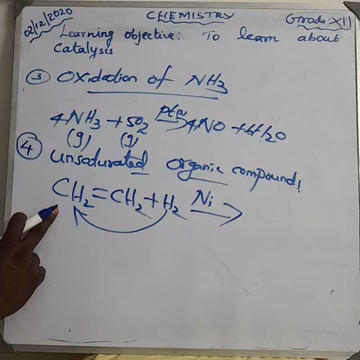 02/12/2020 CHEMISTRY Grade XII
Learning objective: To learn about
Catalysis
③ Oxidation of NH₃
4NH₃ + 5O₂ →4NO + 6H₂O
(g) (g)
④ Unsaturated Organic compound,
CH₂=CH₂+H₂ Ni →